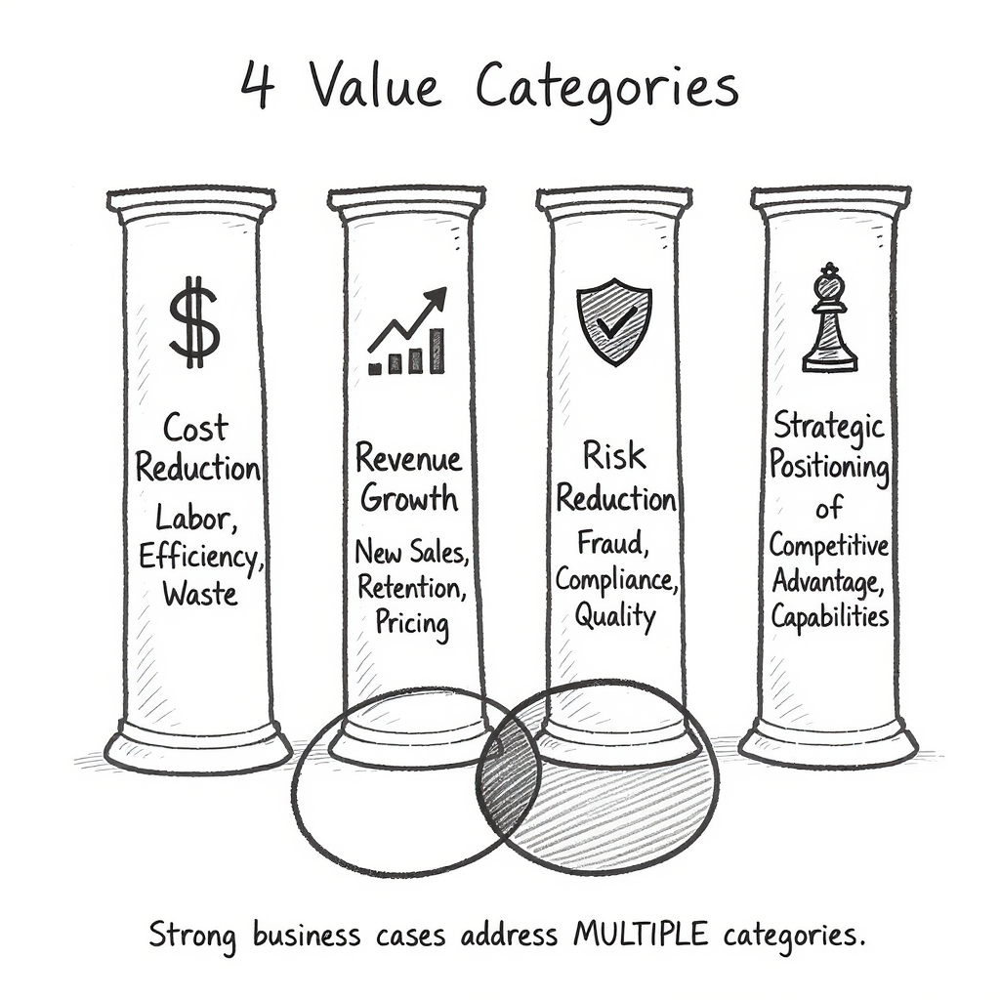 4 Value Categories
Cost
Reduction
Labor,
Efficiency,
Waste
Revenue
Growth
New Sales,
Retention,
Pricing
Risk
Reduction
Fraud,
Compliance,
Quality
Strategic
Positioning
of
Competitive
Advantage,
Capabilities
Strong business cases address MULTIPLE categories.